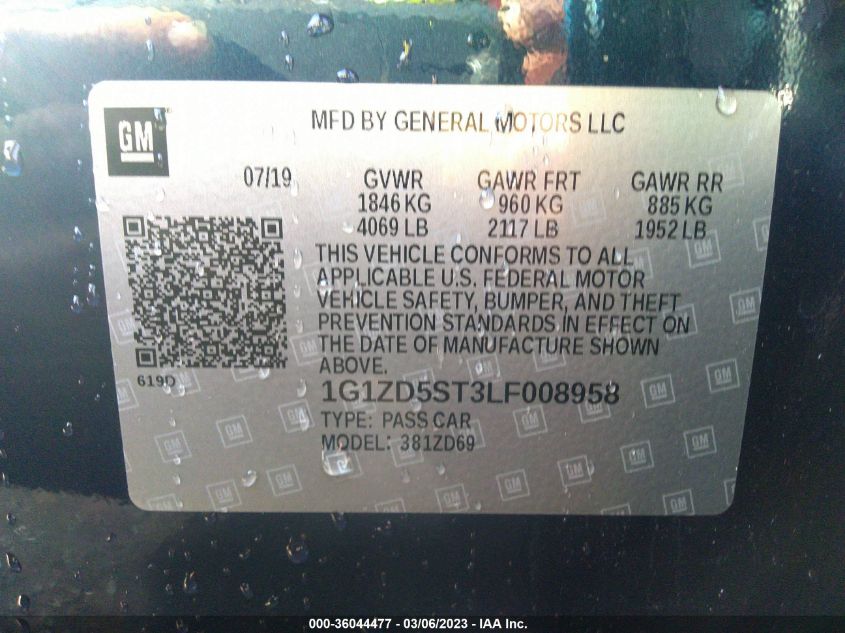 GM
MFD BY GENERAL MOTORS LLC
07/19 GVWR GAWR FRT GAWR RR
1846 KG 960 KG 885 KG
4069 LB 2117 LB 1952 LB
THIS VEHICLE CONFORMS TO ALL
APPLICABLE U.S. FEDERAL MOTOR
VEHICLE SAFETY, BUMPER, AND THEFT
PREVENTION STANDARDS IN EFFECT ON
THE DATE OF MANUFACTURE SHOWN
ABOVE.
619D
1G1ZD5ST3LF008958
TYPE: PASS CAR
MODEL: 381ZD69
000-36044477 - 03/06/2023 - IAA Inc.